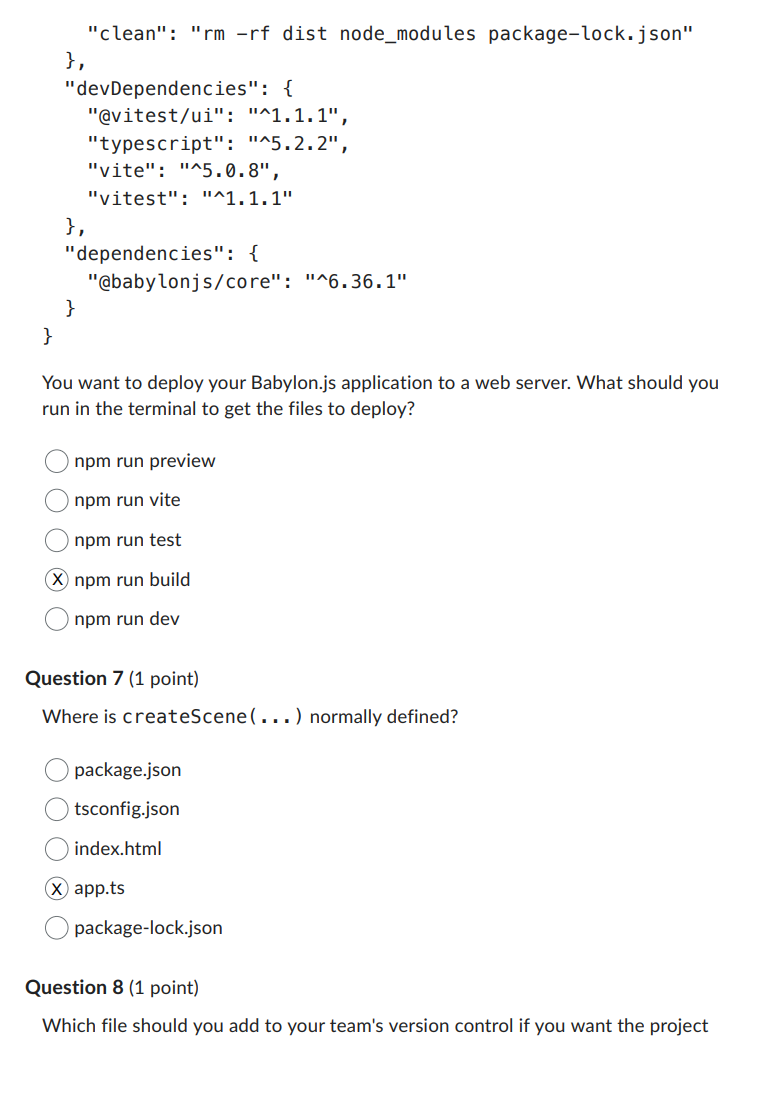 "clean": "rm -rf dist node_modules package-lock.json"
},
"devDependencies": {
"@vitest/ui": "^1.1.1",
"typescript": "^5.2.2",
"vite": "^5.0.8",
"vitest": "^1.1.1"
},
"dependencies": {
"@babylonjs/core": "^6.36.1"
}
}
You want to deploy your Babylon.js application to a web server. What should you
run in the terminal to get the files to deploy?
npm run preview
npm run vite
npm run test
X npm run build
npm run dev
Question 7 (1 point)
Where is createScene(...) normally defined?
package.json
tsconfig.json
index.html
X app.ts
package-lock.json
Question 8 (1 point)
Which file should you add to your team's version control if you want the project